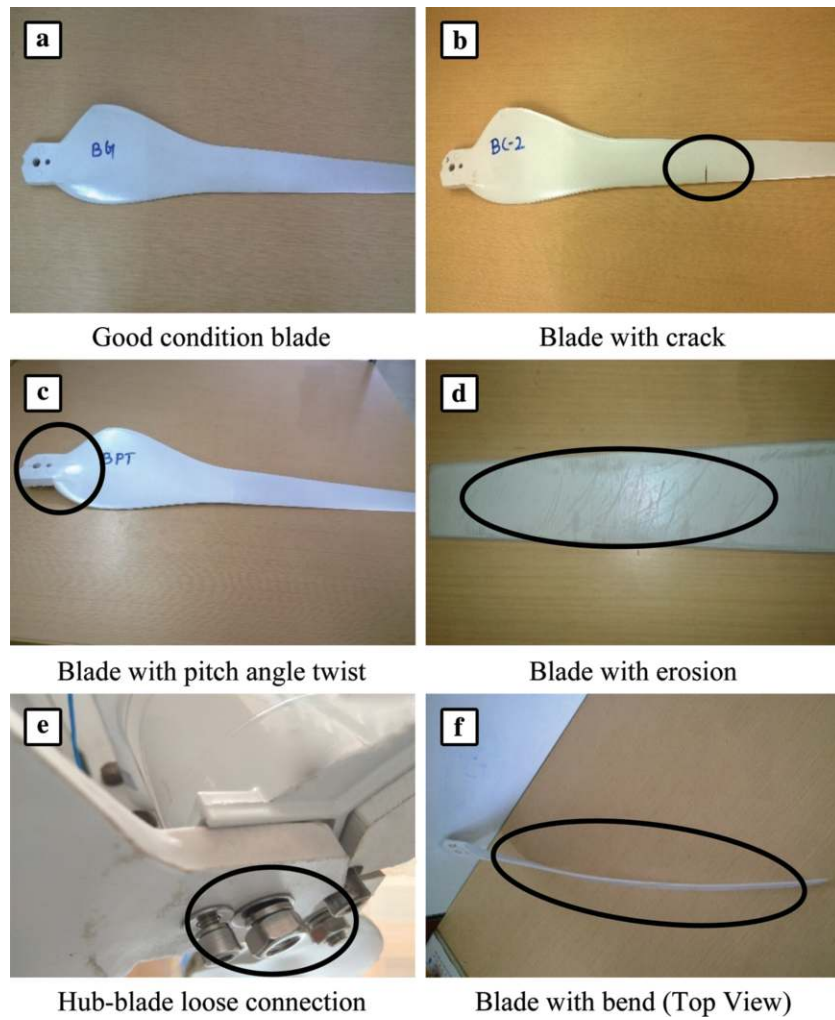 a
b
BG
BC-2
Good condition blade
Blade with crack
c
d
BPT
Blade with pitch angle twist
Blade with erosion
e
f
Hub-blade loose connection
Blade with bend (Top View)